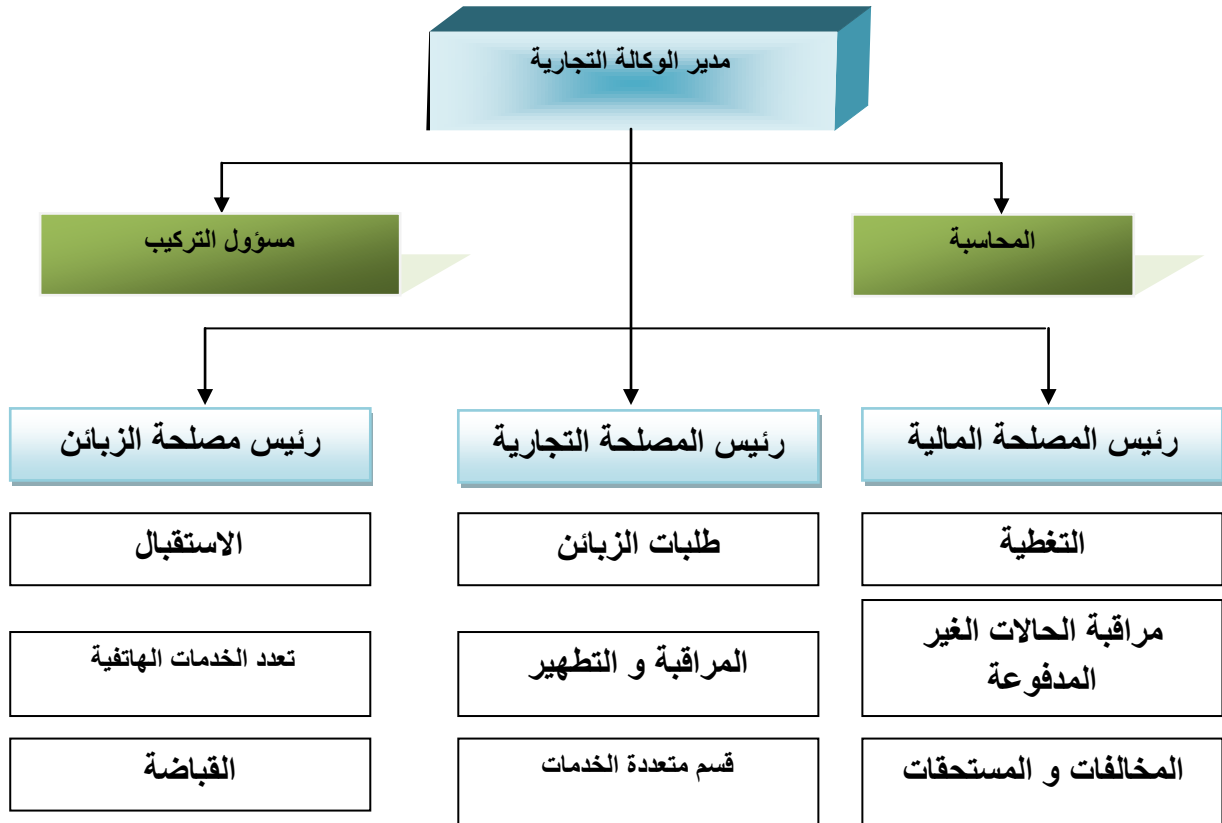 مدير الوكالة التجارية
المحاسبة
مسؤول التركيب
رئيس المصلحة المالية
رئيس المصلحة التجارية
رئيس مصلحة الزبائن
التغطية
طلبات الزبائن
الاستقبال
مراقبة الحالات الغير
المدفوعة
المراقبة و التطهير
تعدد الخدمات الهاتفية
المخالفات و المستحقات
قسم متعددة الخدمات
القباضة